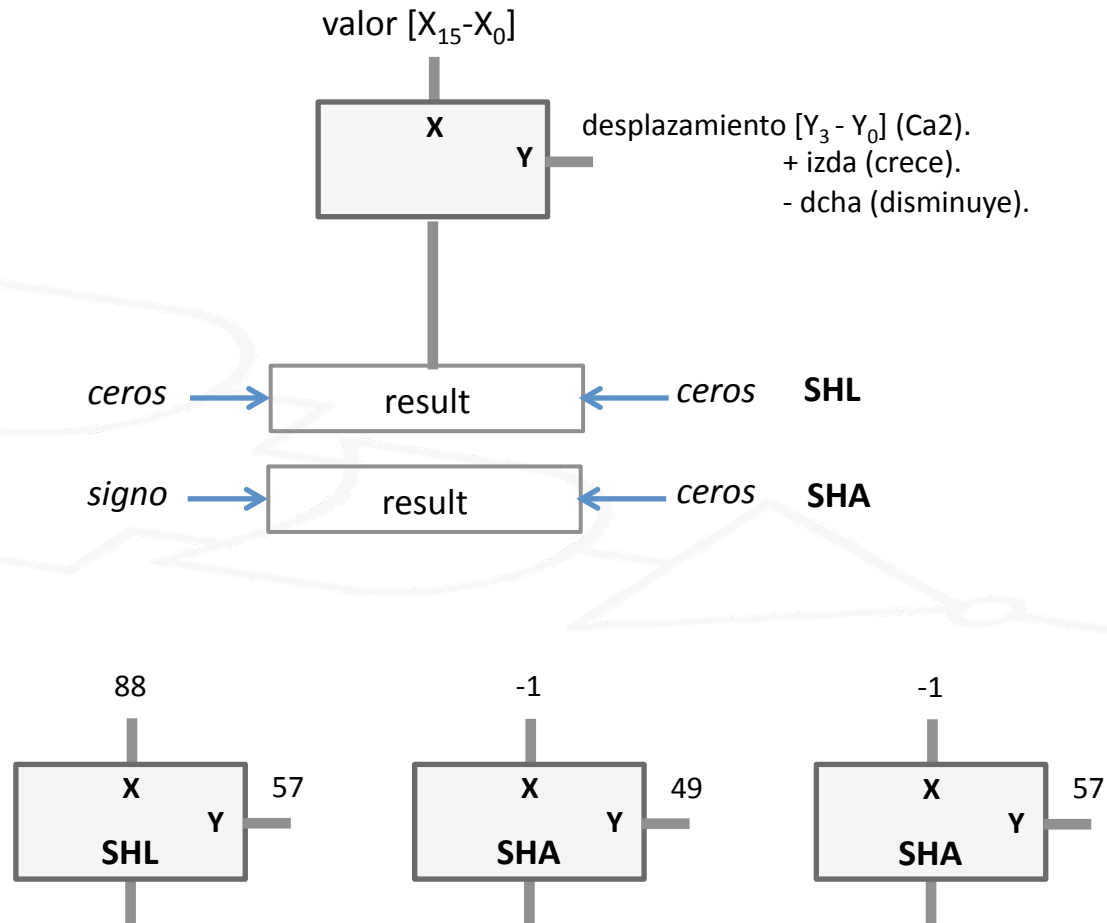 valor [X₁₅-X₀]
X
Y
desplazamiento [Y₃ - Y₀] (Ca2).
+ izda (crece).
- dcha (disminuye).
ceros result ceros SHL
signo result ceros SHA
88 -1 -1
X 57 X 49 X 57
Y Y Y
SHL SHA SHA